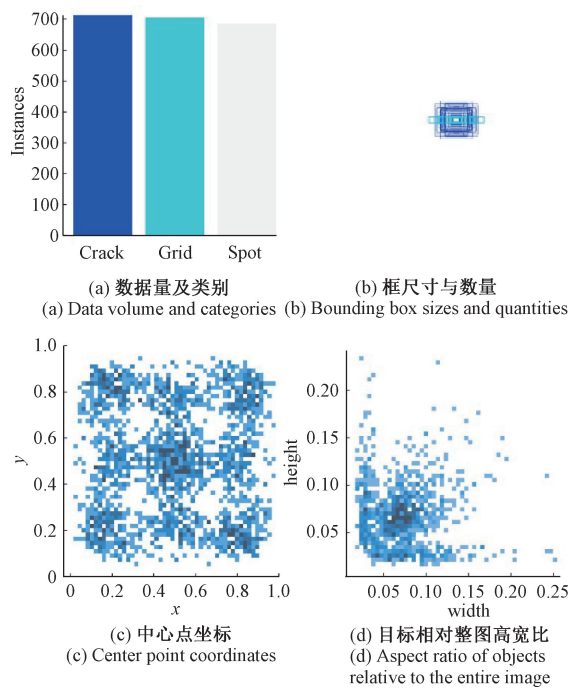 700
600
500
400
300
200
100
0
Instances
Crack Grid Spot
(a) 数据量及类别
(a) Data volume and categories
(b) 框尺寸与数量
(b) Bounding box sizes and quantities
1.0
0.8
0.6
0.4
0.2
0
y
0 0.2 0.4 0.6 0.8 1.0
x
(c) 中心点坐标
(c) Center point coordinates
0.20
0.15
0.10
0.05
height
0.05 0.10 0.15 0.20 0.25
width
(d) 目标相对整图高宽比
(d) Aspect ratio of objects
relative to the entire image